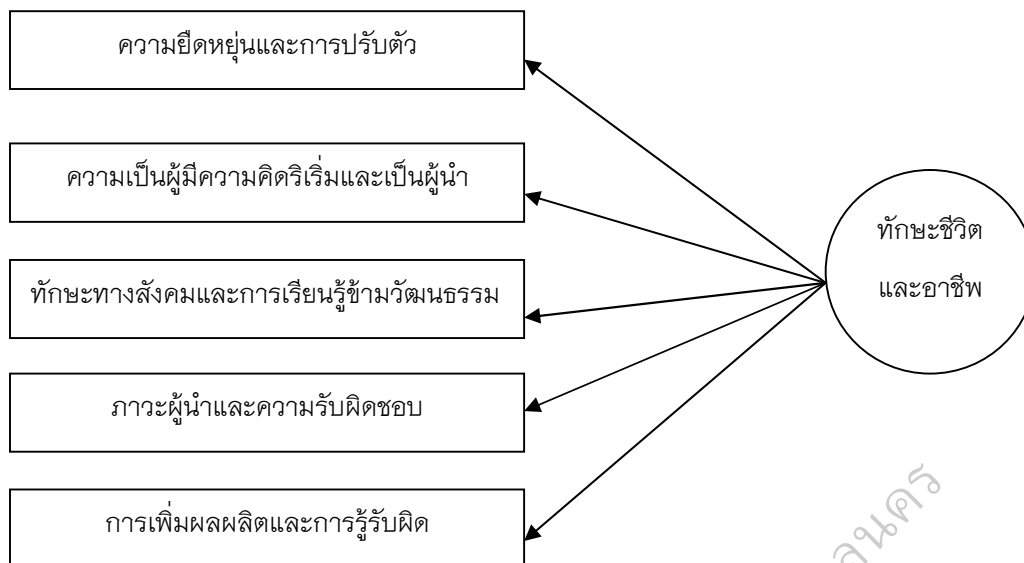 ความยืดหยุ่นและการปรับตัว
ความเป็นผู้มีความคิดริเริ่มและเป็นผู้นำ
ทักษะทางสังคมและการเรียนรู้ข้ามวัฒนธรรม
ภาวะผู้นำและความรับผิดชอบ
การเพิ่มผลผลิตและการรู้รับผิด
ทักษะชีวิต
และอาชีพ